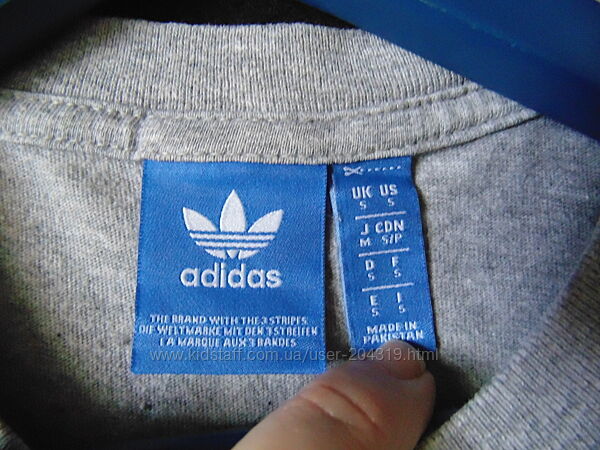 adidas
THE BRAND WITH THE 3 STRIPES
DIE WELTMARKE MIT DEN 3 STREIFEN
LA MARQUE AUX 3 BANDES
UK US
S S
J CDN
M S/P
D F
S S
E I
S S
MADE IN
PAKISTAN
www.kidstaff.com.ua/user-204319.html